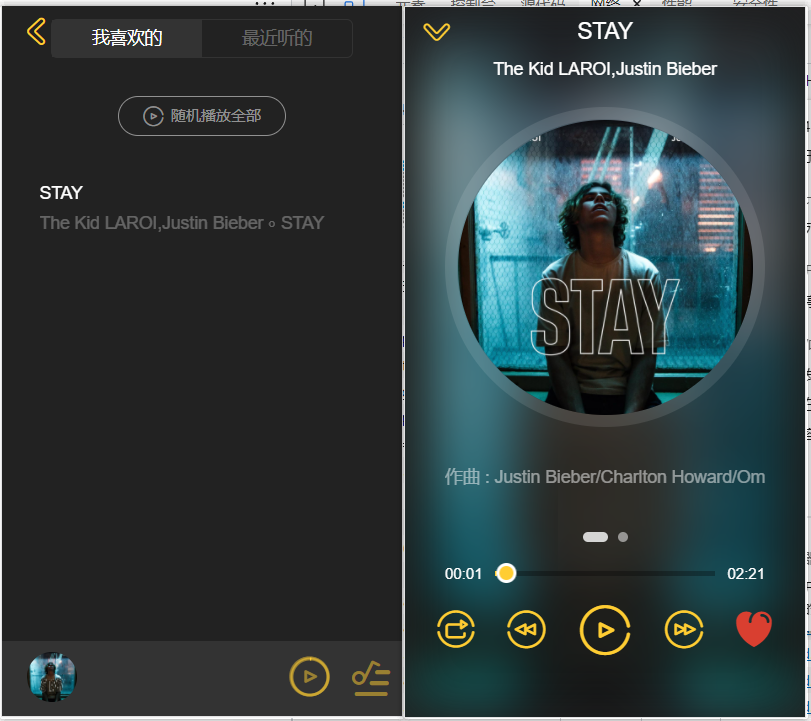 我喜欢的
最近听的
随机播放全部
STAY
The Kid LAROI,Justin Bieber。STAY
STAY
The Kid LAROI,Justin Bieber
STAY
作曲 : Justin Bieber/Charlton Howard/Om
00:01
02:21